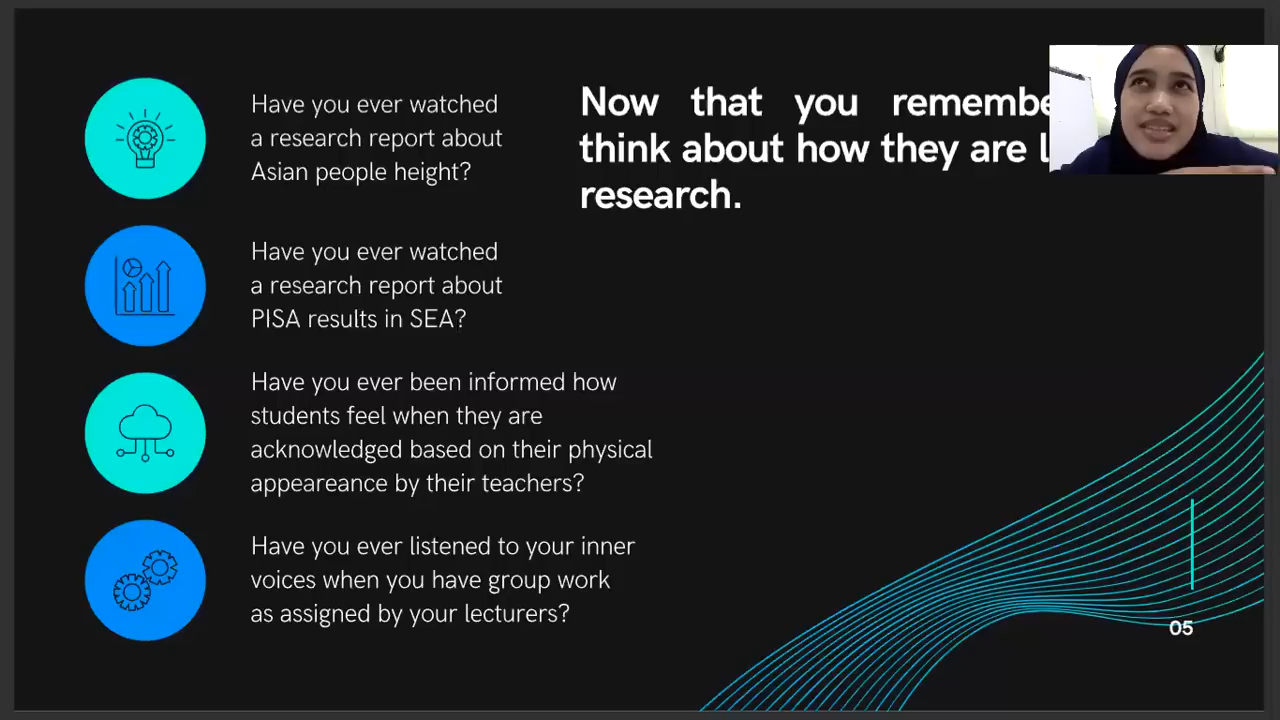 Have you ever watched
a research report about
Asian people height?
Now that you remembe
think about how they are l
research.
Have you ever watched
a research report about
PISA results in SEA?
Have you ever been informed how
students feel when they are
acknowledged based on their physical
appeareance by their teachers?
Have you ever listened to your inner
voices when you have group work
as assigned by your lecturers?
05